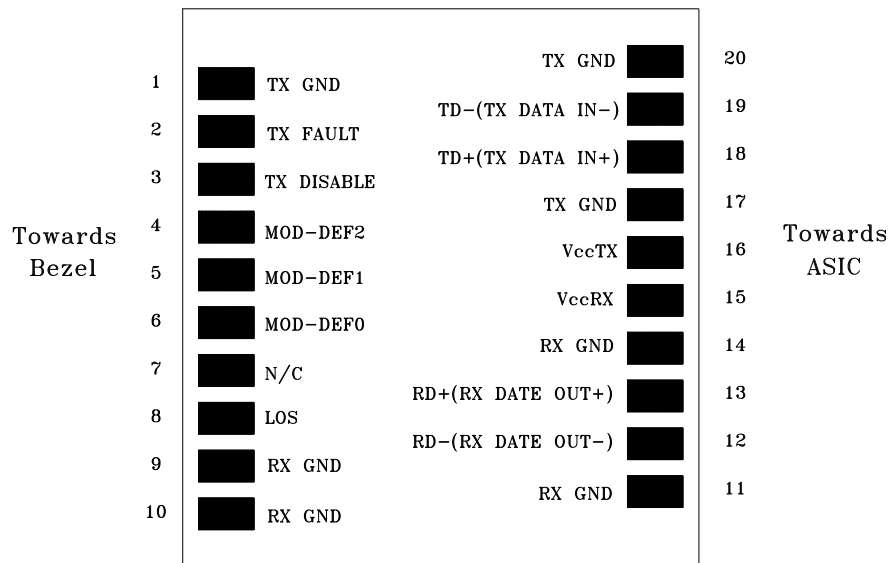 Towards
Bezel
1 TX GND
2 TX FAULT
3 TX DISABLE
4 MOD-DEF2
5 MOD-DEF1
6 MOD-DEF0
7 N/C
8 LOS
9 RX GND
10 RX GND
TX GND 20
TD-(TX DATA IN-) 19
TD+(TX DATA IN+) 18
TX GND 17
VccTX 16
VccRX 15
RX GND 14
RD+(RX DATE OUT+) 13
RD-(RX DATE OUT-) 12
RX GND 11
Towards
ASIC